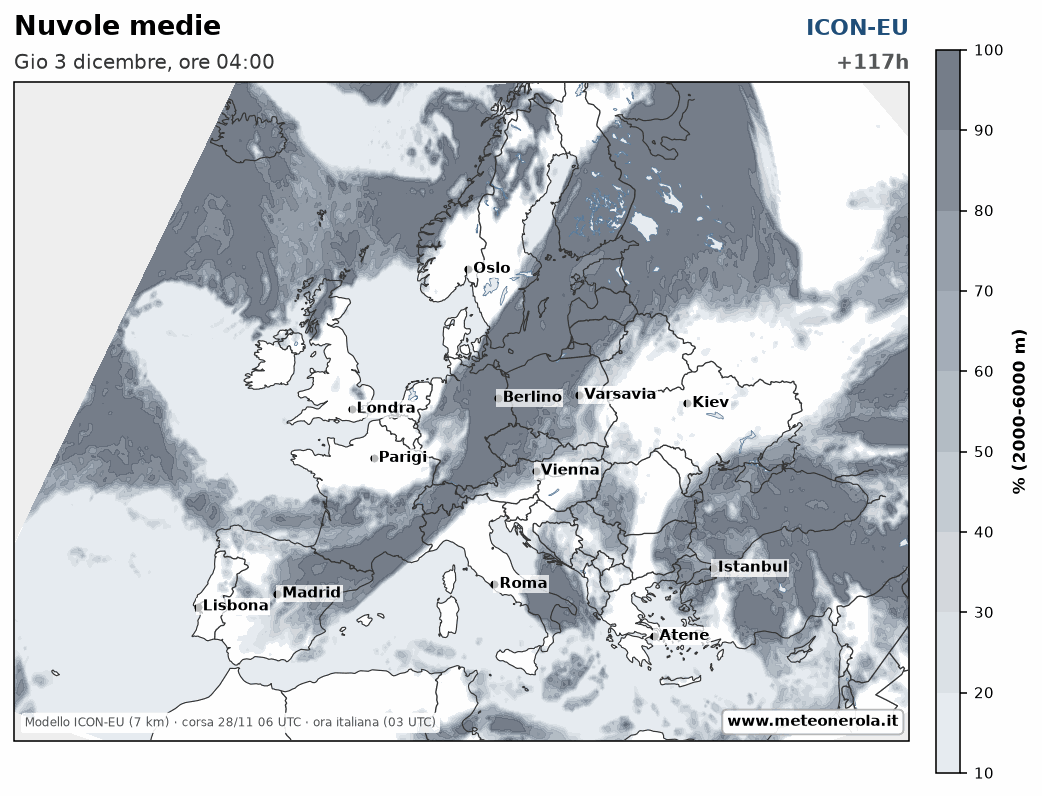 Nuvole medie
ICON-EU
Gio 3 dicembre, ore 04:00
+117h
100
90
80
70
60
50
40
30
20
10
% (2000-6000 m)
Oslo
Berlino
Varsavia
Kiev
Londra
Parigi
Vienna
Istanbul
Roma
Madrid
Lisbona
Atene
Modello ICON-EU (7 km) · corsa 28/11 06 UTC · ora italiana (03 UTC)
www.meteonerola.it